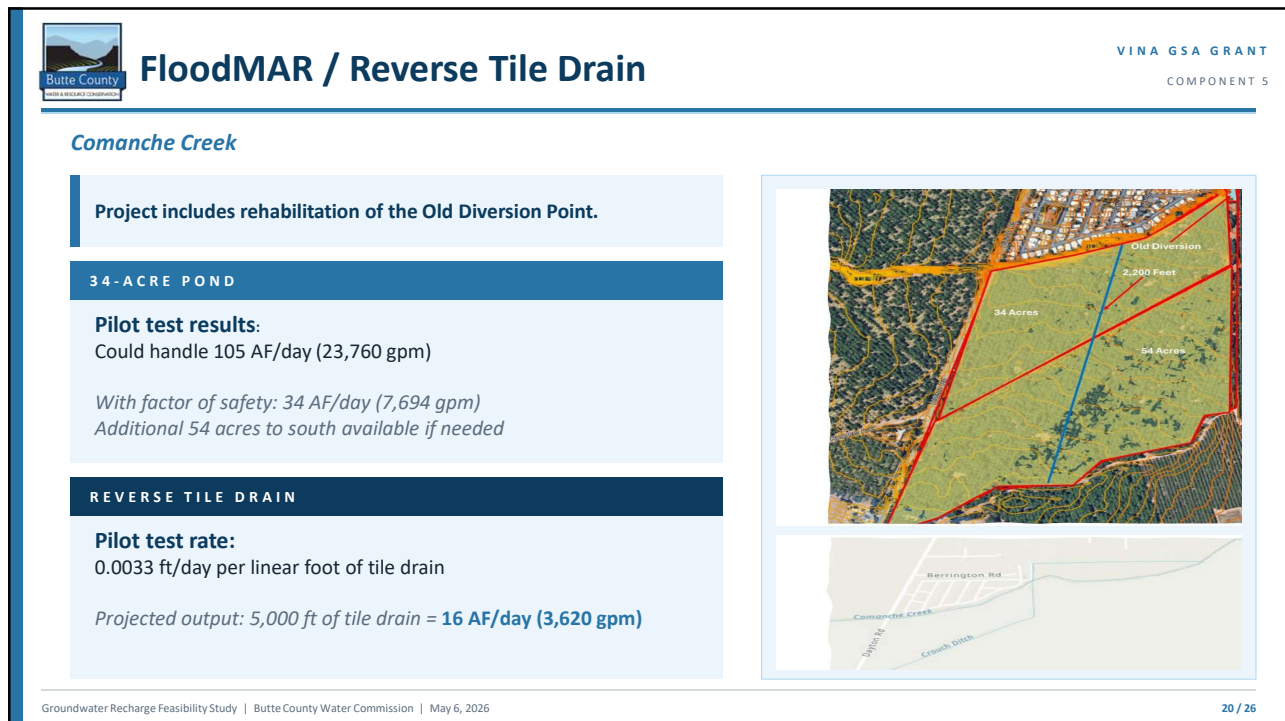 Butte County
WATER & RESOURCE CONSERVATION
FloodMAR / Reverse Tile Drain
VINA GSA GRANT
COMPONENT 5
Comanche Creek
Project includes rehabilitation of the Old Diversion Point.
34-ACRE POND
Pilot test results:
Could handle 105 AF/day (23,760 gpm)
With factor of safety: 34 AF/day (7,694 gpm)
Additional 54 acres to south available if needed
REVERSE TILE DRAIN
Pilot test rate:
0.0033 ft/day per linear foot of tile drain
Projected output: 5,000 ft of tile drain = 16 AF/day (3,620 gpm)
Old Diversion
2,200 Feet
34 Acres
54 Acres
Berrington Rd
Comanche Creek
Dayton Rd
Crouch Ditch
Groundwater Recharge Feasibility Study | Butte County Water Commission | May 6, 2026
20 / 26